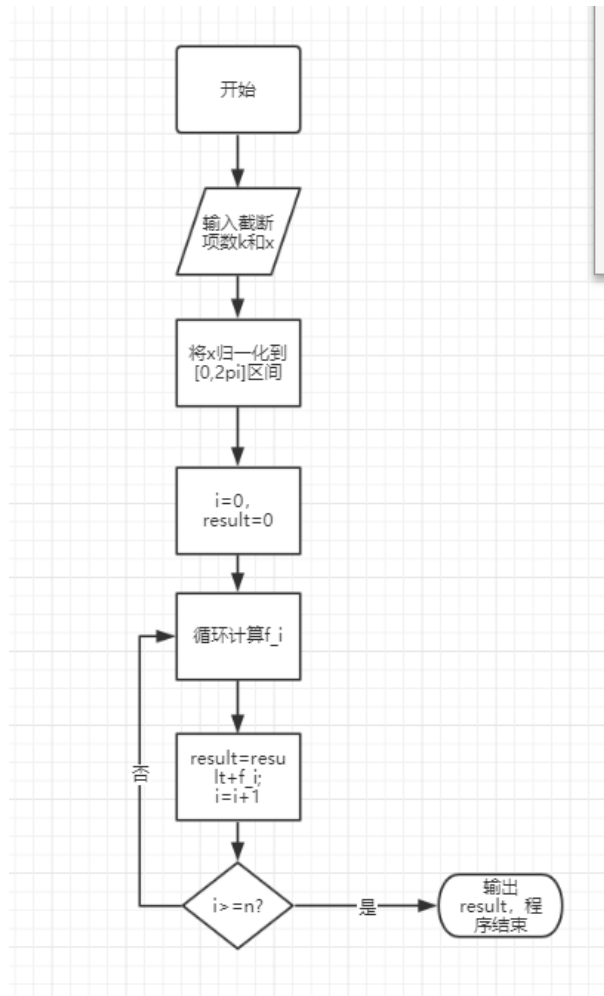 开始
输入截断
项数k和x
将x归一化到
[0,2pi]区间
i=0,
result=0
循环计算f_i
result=resu
lt+f_i;
i=i+1
否
i>=n?
是
输出
result，程
序结束